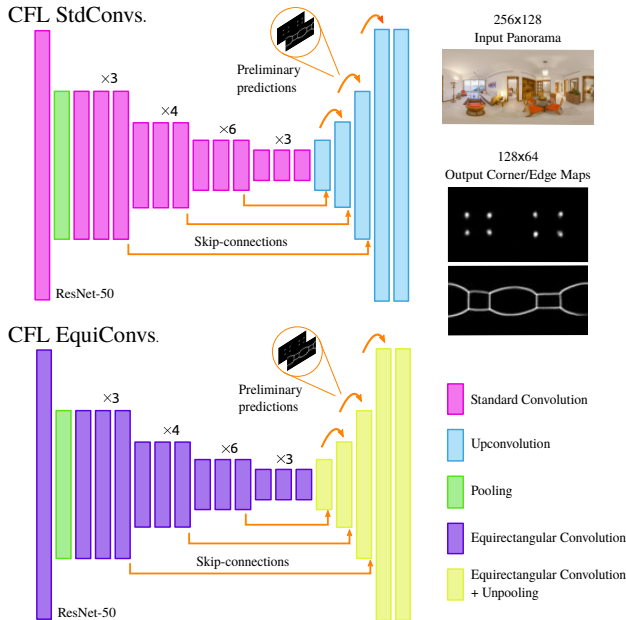 CFL StdConvs.
×3
×4
×6
×3
Preliminary
predictions
Skip-connections
ResNet-50
256x128
Input Panorama
128x64
Output Corner/Edge Maps
CFL EquiConvs.
×3
×4
×6
×3
Preliminary
predictions
Skip-connections
ResNet-50
Standard Convolution
Upconvolution
Pooling
Equirectangular Convolution
Equirectangular Convolution
+ Unpooling